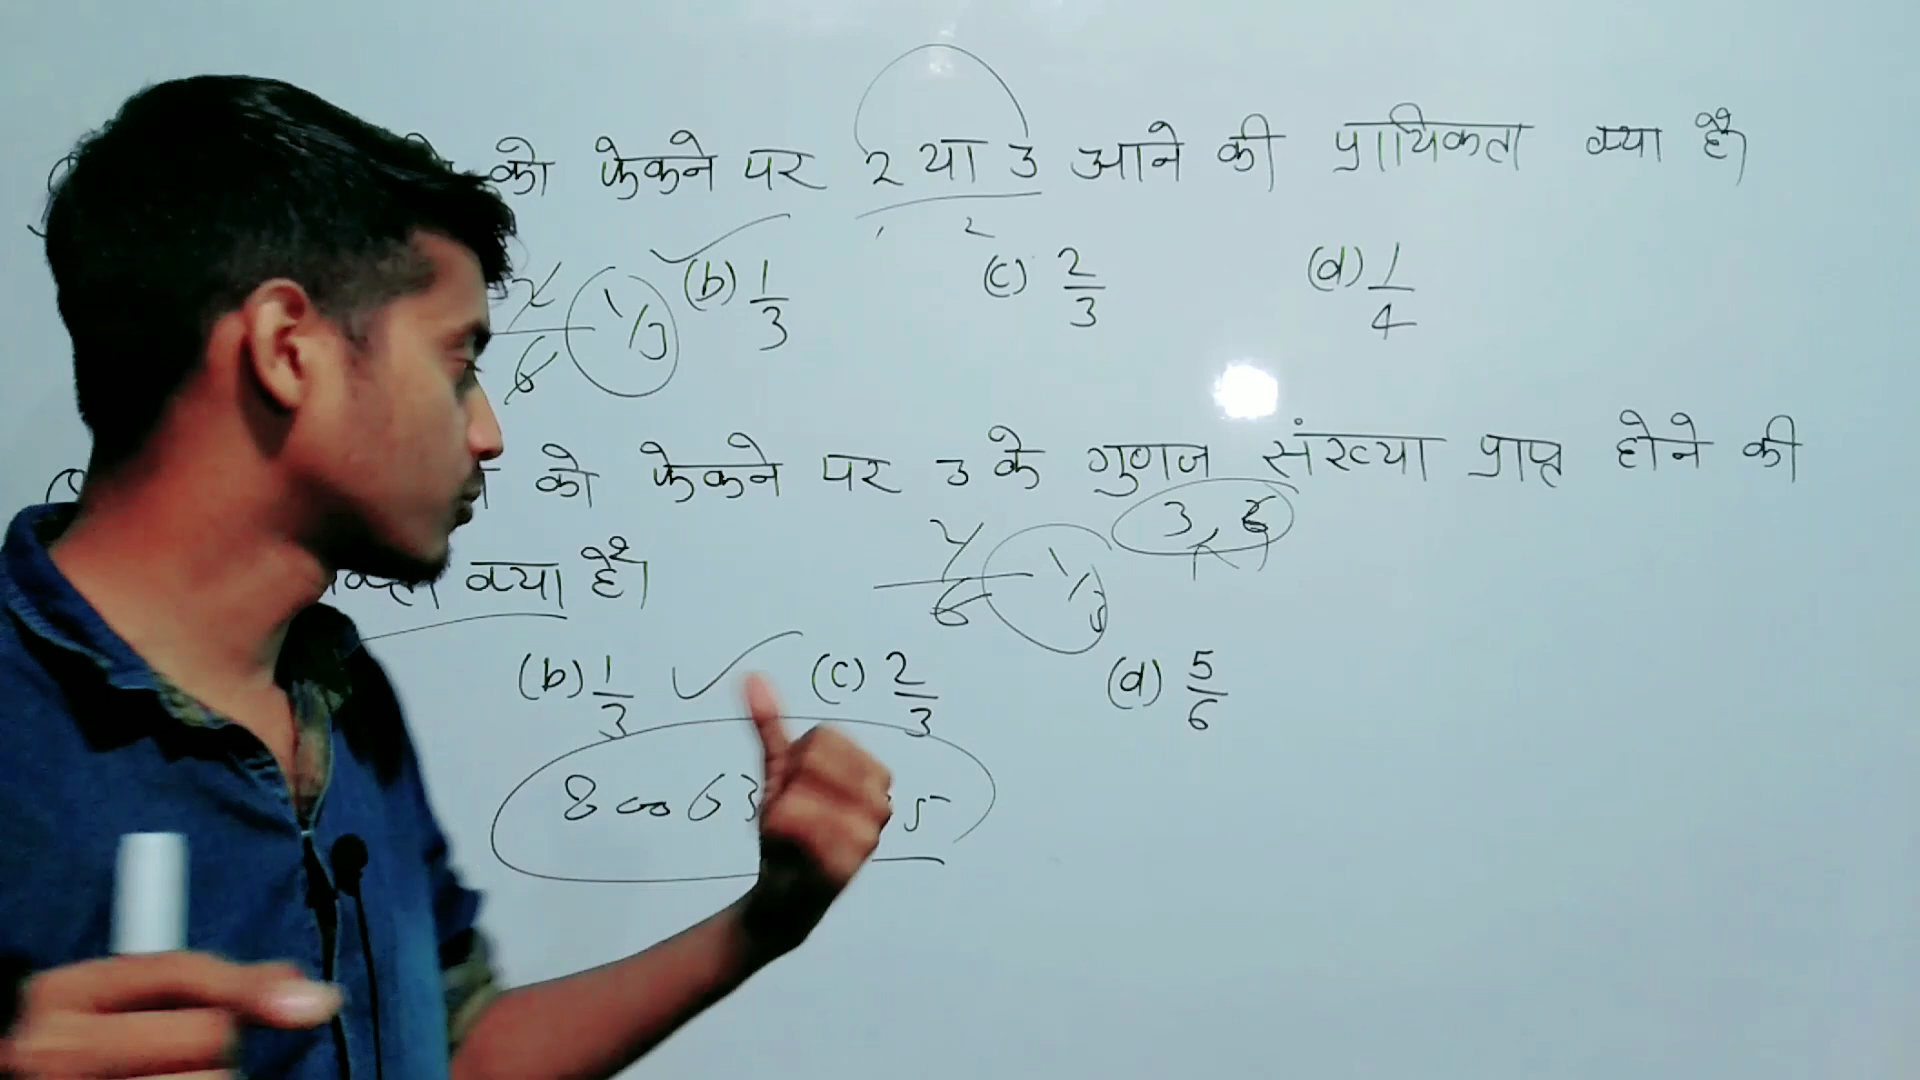 को फेकने पर 2 या 3 आने की प्रायिकता क्या है।
(b) 1/3 (c) 2/3 (d) 1/4
2/6 1/3
को फेकने पर 3 के गुणज संख्या प्राप्त होने की
3, 6
क्या है।
2/6 1/3
(b) 1/3 (c) 2/3 (d) 5/6